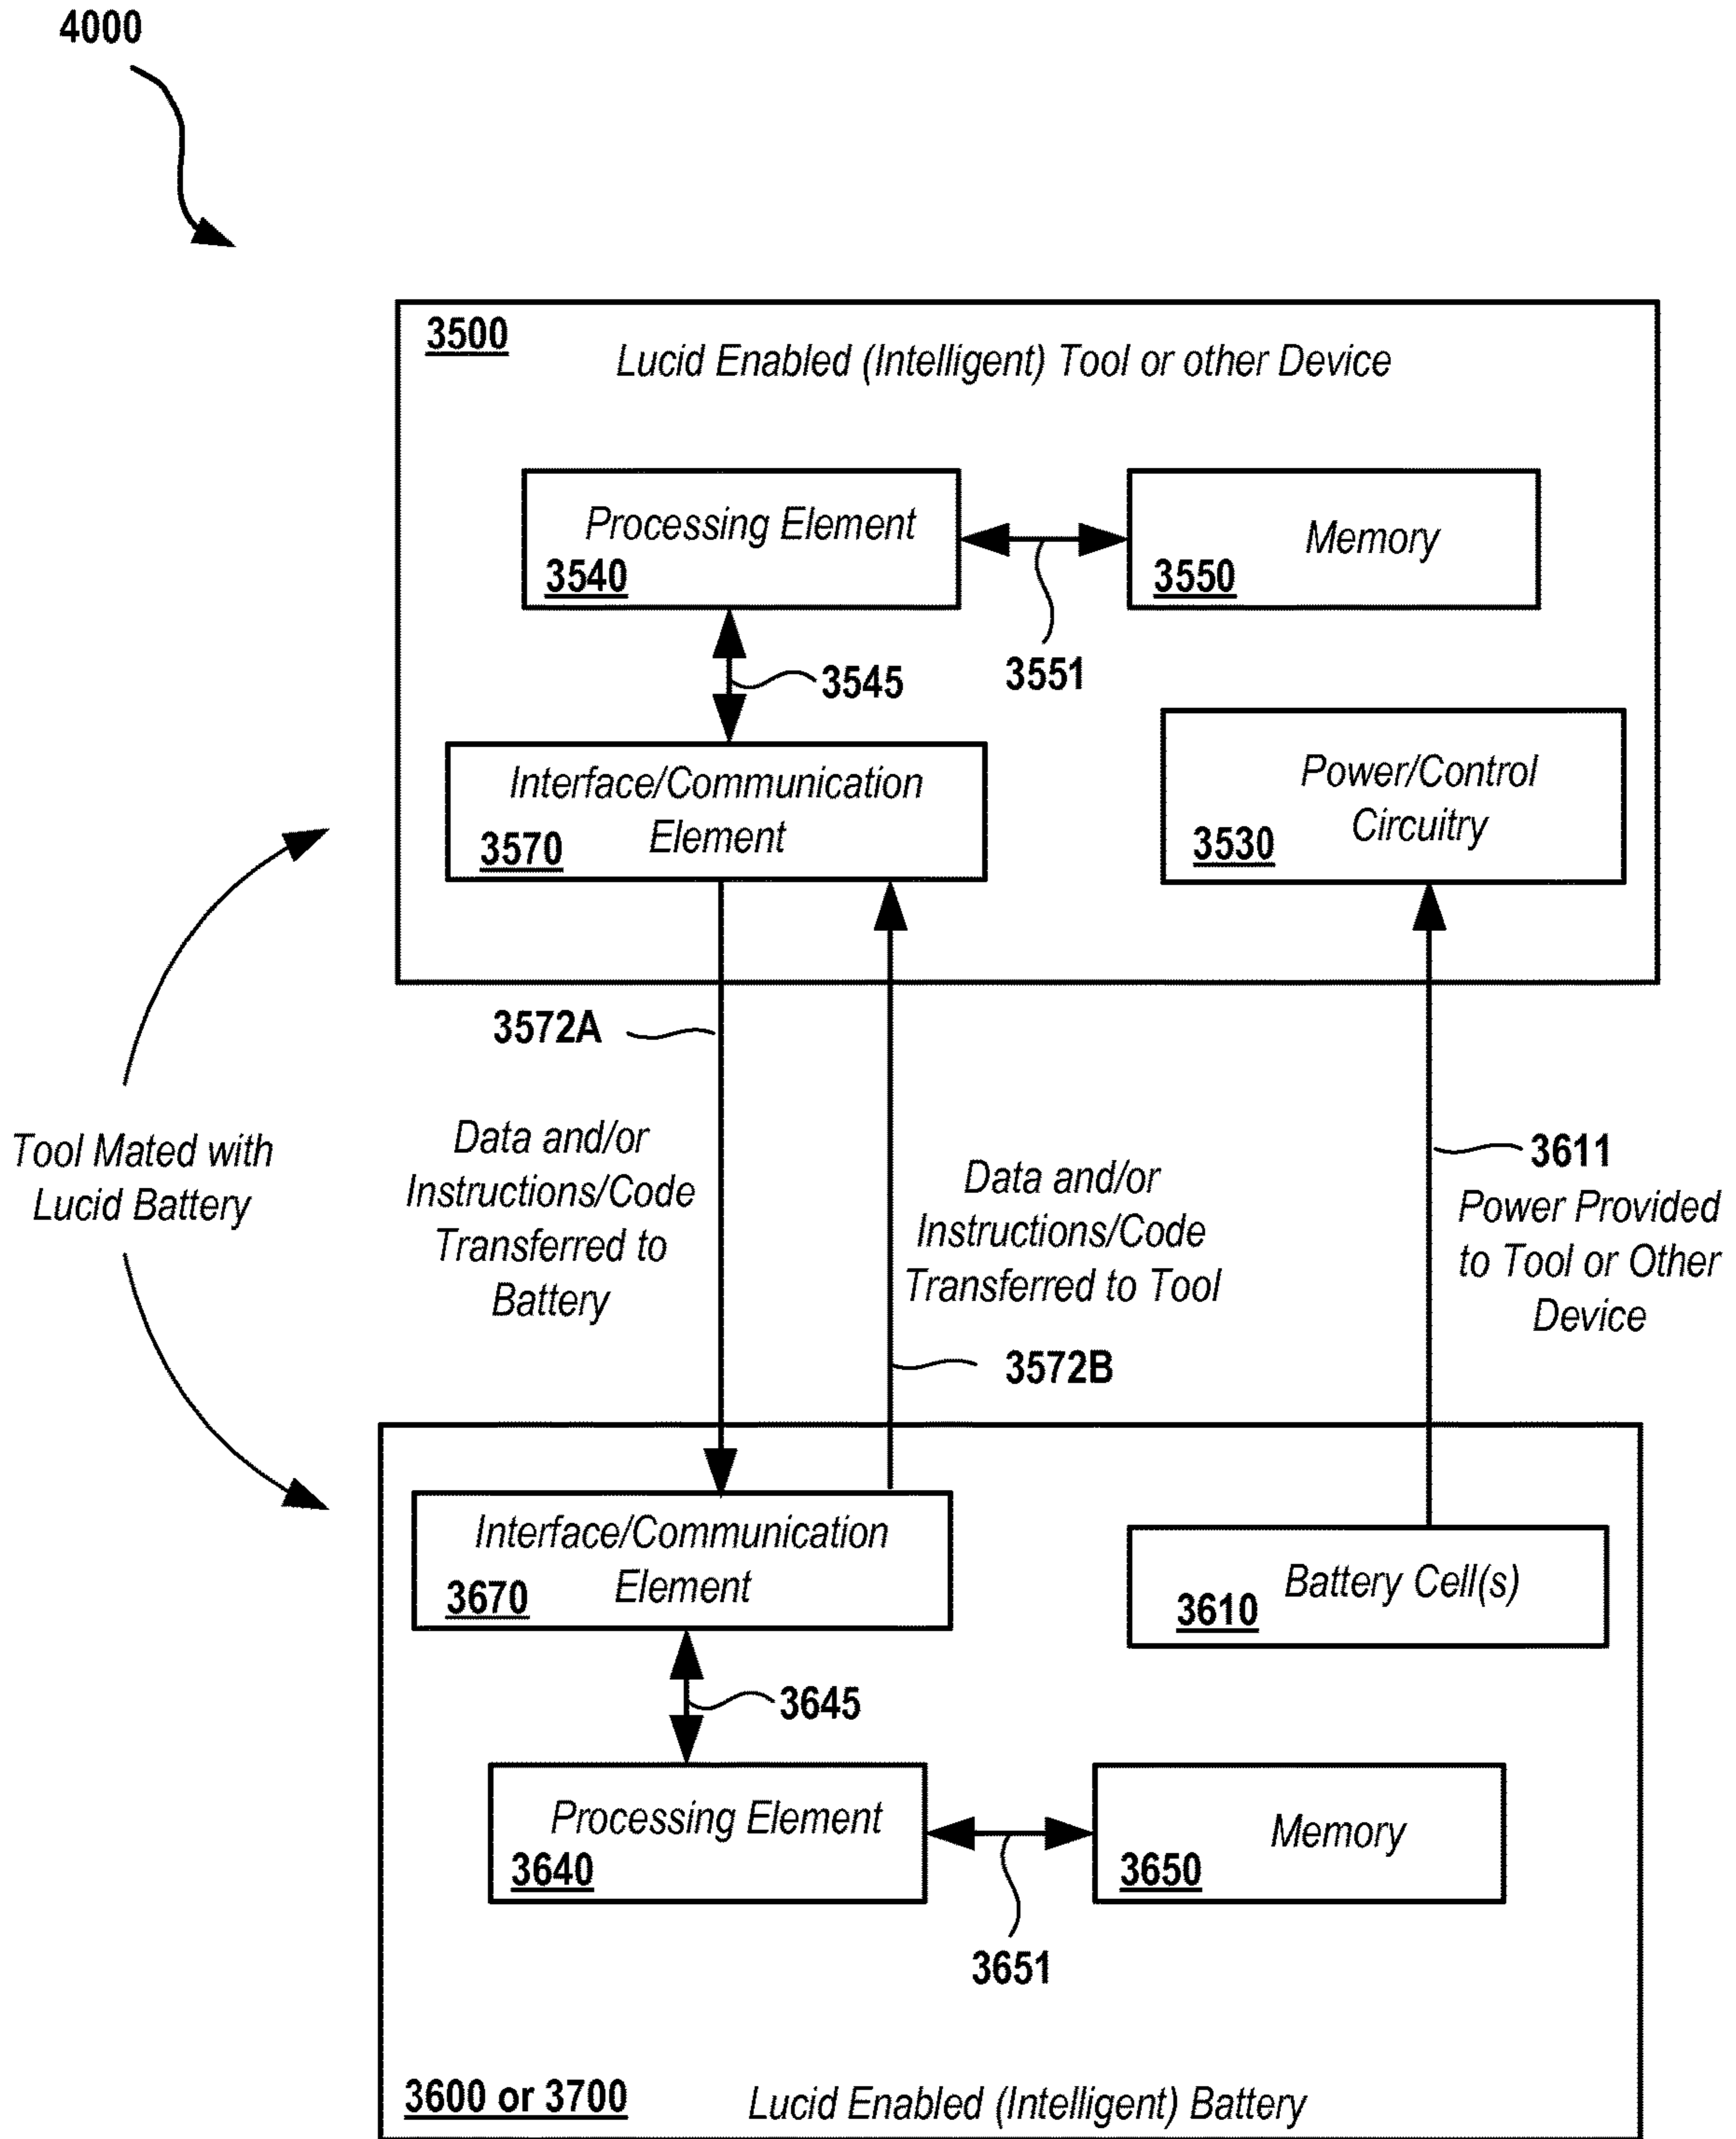 4000
3500
Lucid Enabled (Intelligent) Tool or other Device
Processing Element
3540
Memory
3550
3551
3545
Interface/Communication
Element
3570
Power/Control
Circuitry
3530
3572A
Tool Mated with
Lucid Battery
Data and/or
Instructions/Code
Transferred to
Battery
Data and/or
Instructions/Code
Transferred to Tool
3572B
3611
Power Provided
to Tool or Other
Device
Interface/Communication
Element
3670
Battery Cell(s)
3610
3645
Processing Element
3640
Memory
3650
3651
3600 or 3700
Lucid Enabled (Intelligent) Battery